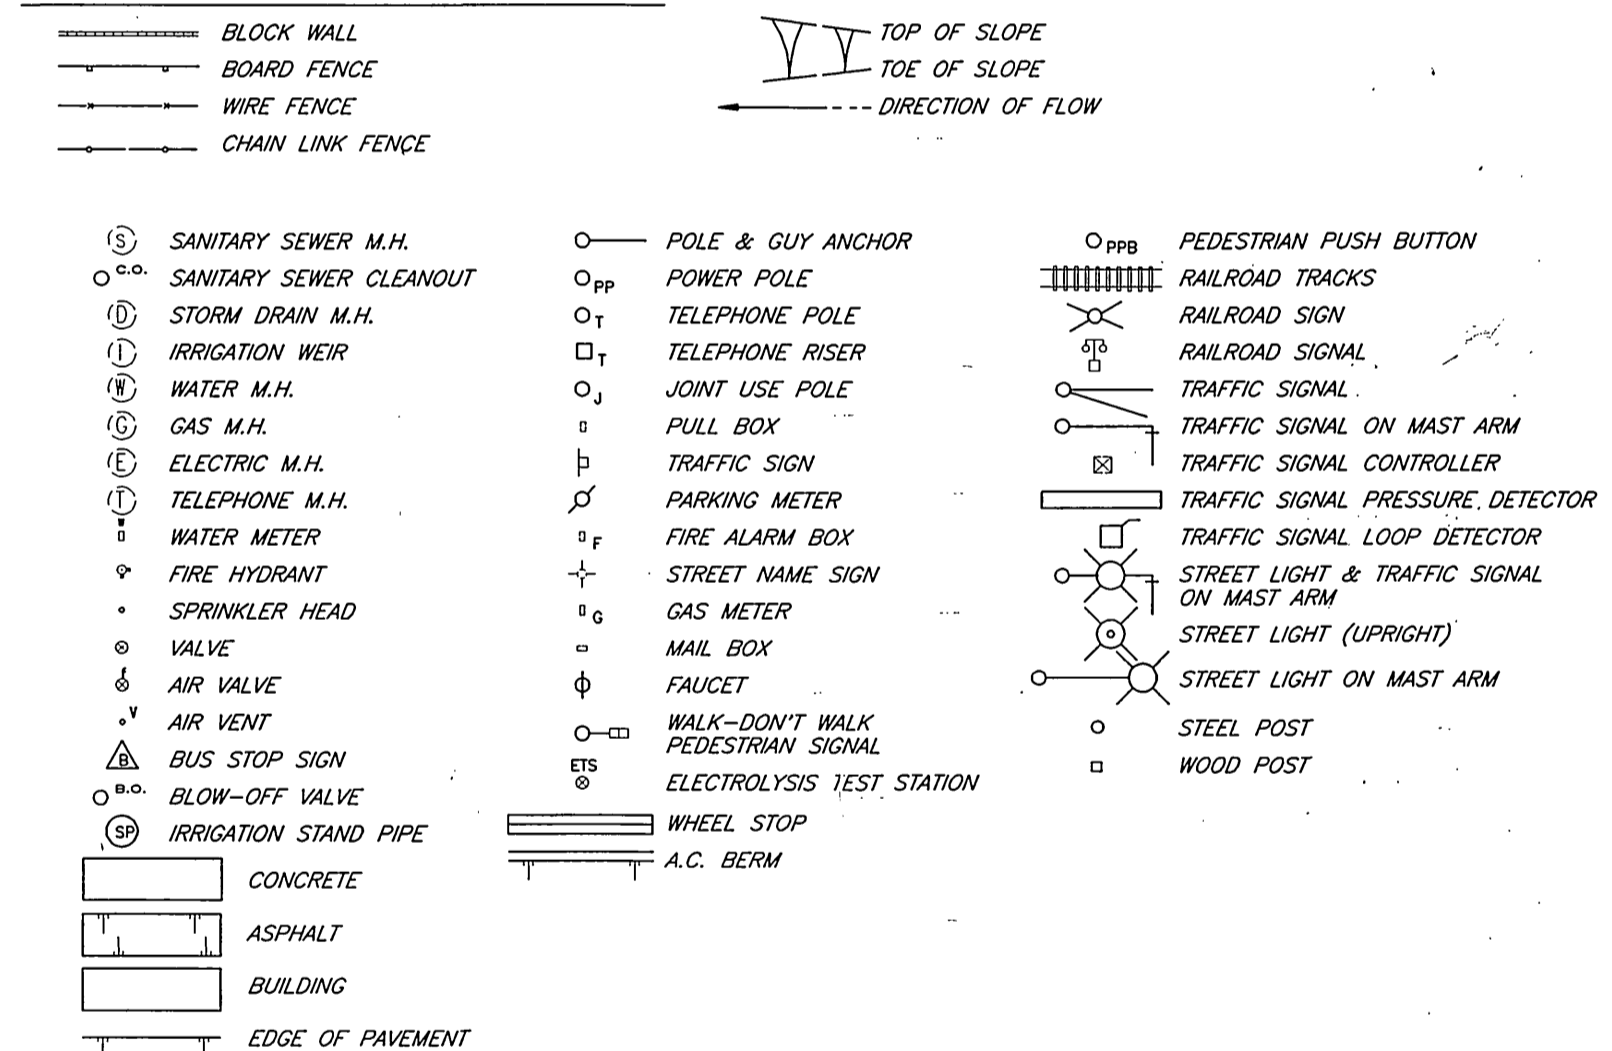 BLOCK WALL
BOARD FENCE
WIRE FENCE
CHAIN LINK FENCE
TOP OF SLOPE
TOE OF SLOPE
DIRECTION OF FLOW
S SANITARY SEWER M.H.
C.O. SANITARY SEWER CLEANOUT
D STORM DRAIN M.H.
I IRRIGATION WEIR
W WATER M.H.
G GAS M.H.
E ELECTRIC M.H.
T TELEPHONE M.H.
WATER METER
FIRE HYDRANT
SPRINKLER HEAD
VALVE
AIR VALVE
V AIR VENT
B BUS STOP SIGN
B.O. BLOW-OFF VALVE
SP IRRIGATION STAND PIPE
CONCRETE
ASPHALT
BUILDING
EDGE OF PAVEMENT
POLE & GUY ANCHOR
PP POWER POLE
T TELEPHONE POLE
T TELEPHONE RISER
J JOINT USE POLE
PULL BOX
TRAFFIC SIGN
PARKING METER
F FIRE ALARM BOX
STREET NAME SIGN
G GAS METER
MAIL BOX
FAUCET
WALK-DON'T WALK
PEDESTRIAN SIGNAL
ETS
ELECTROLYSIS TEST STATION
WHEEL STOP
A.C. BERM
PPB PEDESTRIAN PUSH BUTTON
RAILROAD TRACKS
RAILROAD SIGN
RAILROAD SIGNAL
TRAFFIC SIGNAL
TRAFFIC SIGNAL ON MAST ARM
TRAFFIC SIGNAL CONTROLLER
TRAFFIC SIGNAL PRESSURE DETECTOR
TRAFFIC SIGNAL LOOP DETECTOR
STREET LIGHT & TRAFFIC SIGNAL
ON MAST ARM
STREET LIGHT (UPRIGHT)
STREET LIGHT ON MAST ARM
STEEL POST
WOOD POST